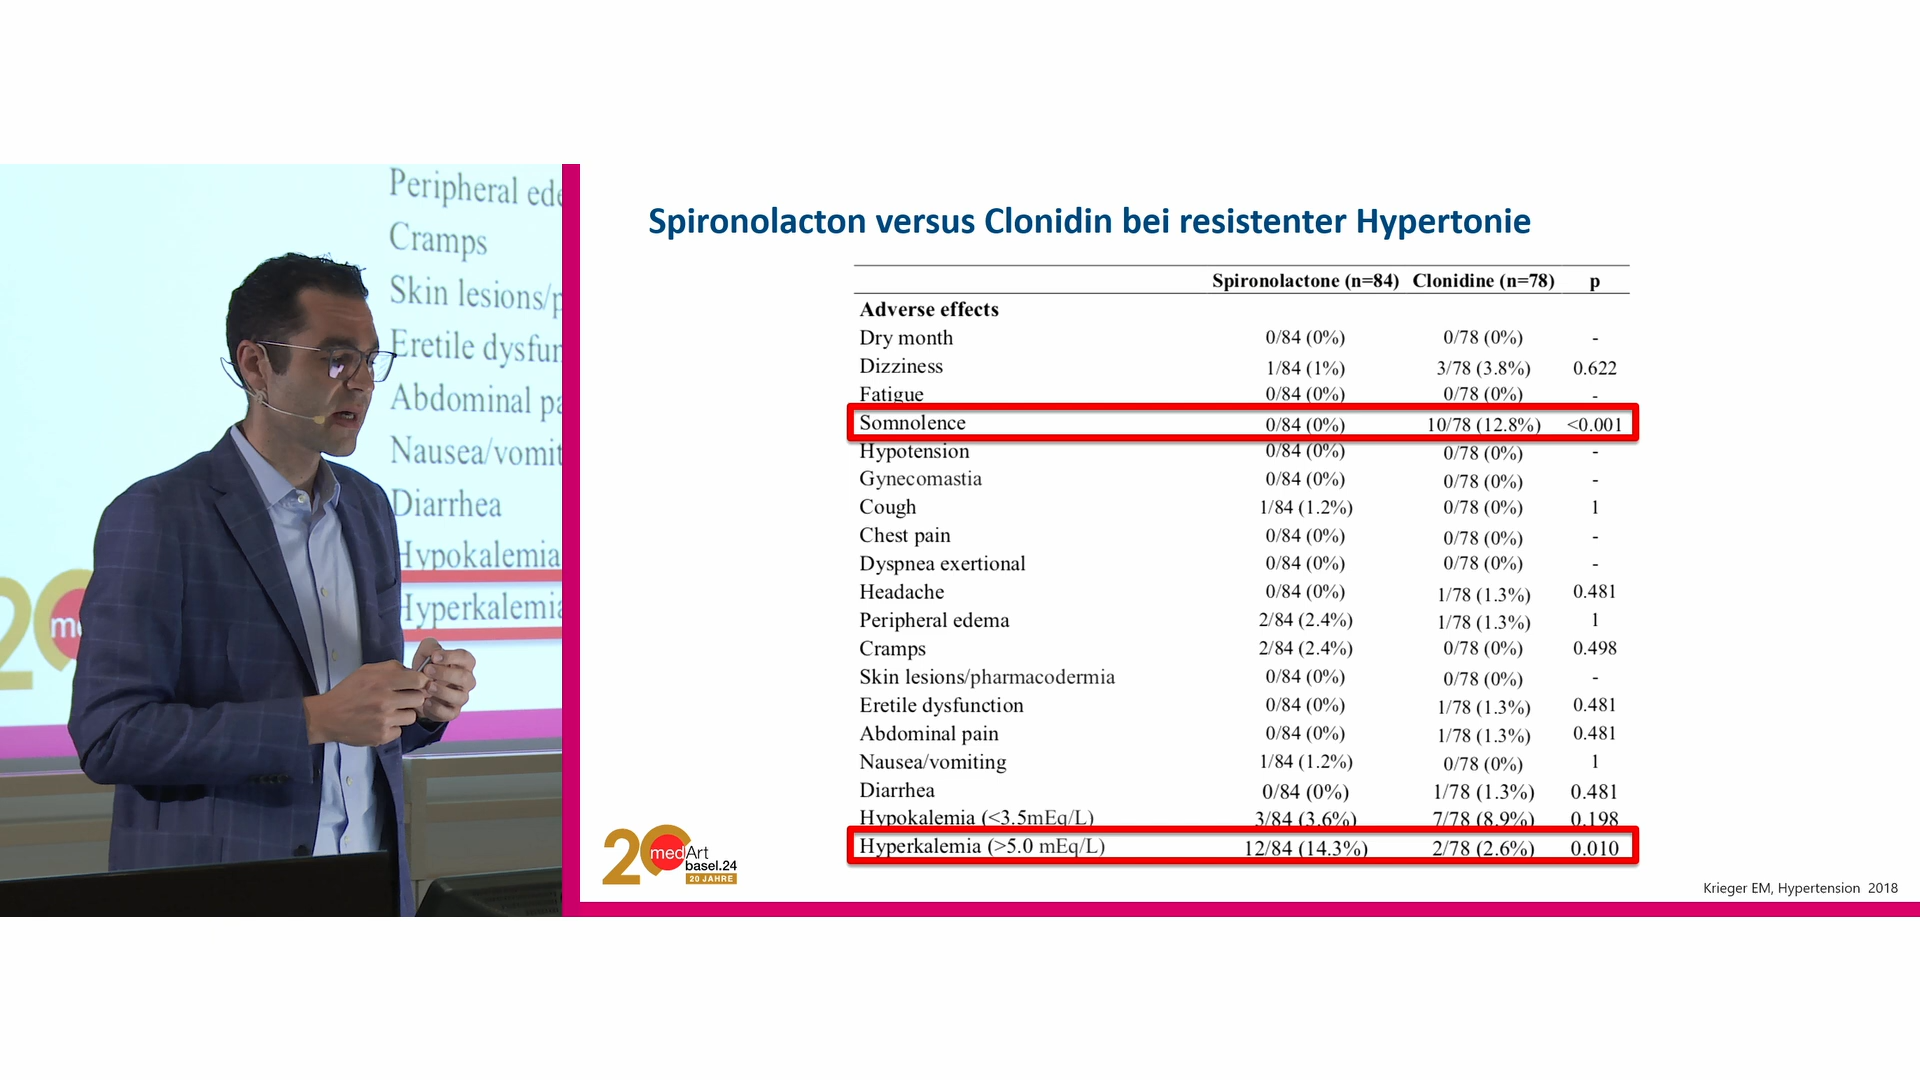 Peripheral ede
Cramps
Skin lesions/p
Eretile dysfun
Abdominal pa
Nausea/vomit
Diarrhea
Hypokalemia
Hyperkalemia
20 me
Spironolacton versus Clonidin bei resistenter Hypertonie
Spironolactone (n=84) Clonidine (n=78) p
Adverse effects
Dry month 0/84 (0%) 0/78 (0%) -
Dizziness 1/84 (1%) 3/78 (3.8%) 0.622
Fatigue 0/84 (0%) 0/78 (0%) -
Somnolence 0/84 (0%) 10/78 (12.8%) <0.001
Hypotension 0/84 (0%) 0/78 (0%) -
Gynecomastia 0/84 (0%) 0/78 (0%)
Cough 1/84 (1.2%) 0/78 (0%) 1
Chest pain 0/84 (0%) 0/78 (0%) -
Dyspnea exertional 0/84 (0%) 0/78 (0%) -
Headache 0/84 (0%) 1/78 (1.3%) 0.481
Peripheral edema 2/84 (2.4%) 1/78 (1.3%) 1
Cramps 2/84 (2.4%) 0/78 (0%) 0.498
Skin lesions/pharmacodermia 0/84 (0%) 0/78 (0%) -
Eretile dysfunction 0/84 (0%) 1/78 (1.3%) 0.481
Abdominal pain 0/84 (0%) 1/78 (1.3%) 0.481
Nausea/vomiting 1/84 (1.2%) 0/78 (0%) 1
Diarrhea 0/84 (0%) 1/78 (1.3%) 0.481
Hypokalemia (<3.5mEq/L) 3/84 (3.6%) 7/78 (8.9%) 0.198
Hyperkalemia (>5.0 mEq/L) 12/84 (14.3%) 2/78 (2.6%) 0.010
20 medArt
basel.24
20 JAHRE
Krieger EM, Hypertension 2018